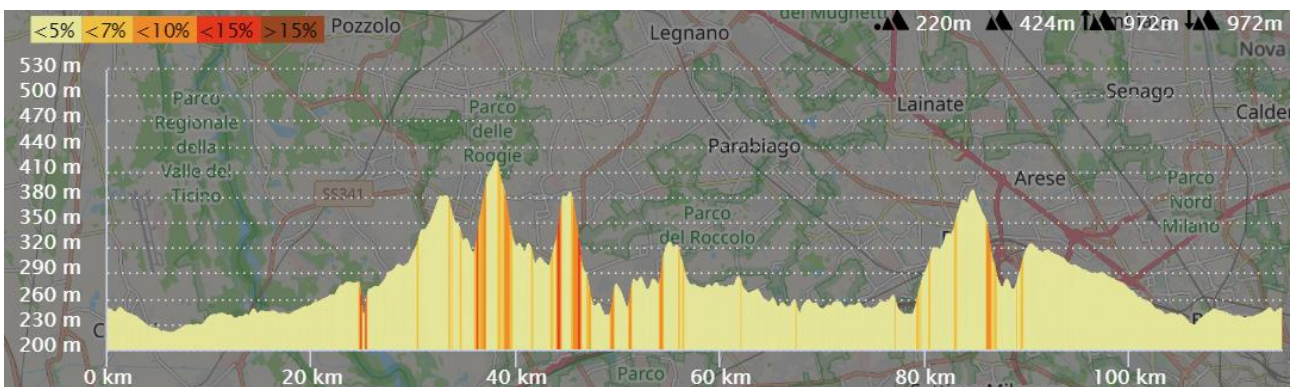 <5% <7% <10% <15% >15%
Pozzolo
Legnano
220m 424m 972m 972m
Nova
530 m
500 m
470 m
440 m
410 m
380 m
350 m
320 m
290 m
260 m
230 m
200 m
Parco
Regionale
della
Valle del
Ticino
SS341
Parco
delle
Roggie
Parabiago
Parco
del Roccolo
Lainate
Senago
Arese
Parco
Nord
Milano
Parco
0 km 20 km 40 km 60 km 80 km 100 km